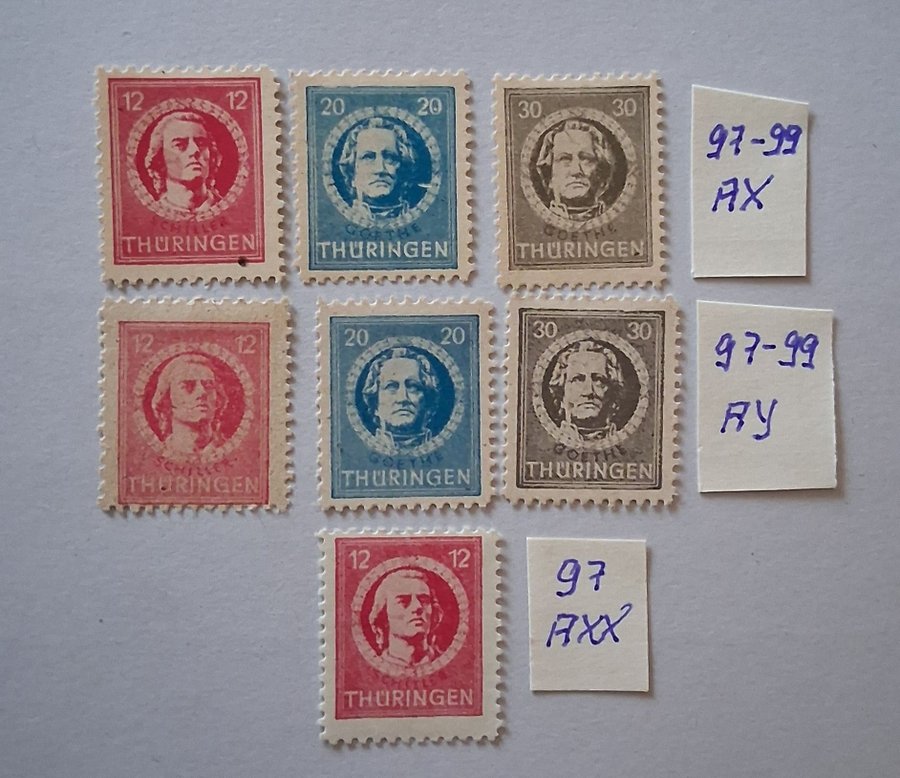 12 12
SCHILLER
THÜRINGEN
20 20
GOETHE
THÜRINGEN
30 30
GOETHE
THÜRINGEN
97-99
AX
12 12
SCHILLER
THÜRINGEN
20 20
GOETHE
THÜRINGEN
30 30
GOETHE
THÜRINGEN
97-99
AY
12 12
SCHILLER
THÜRINGEN
97
AXX